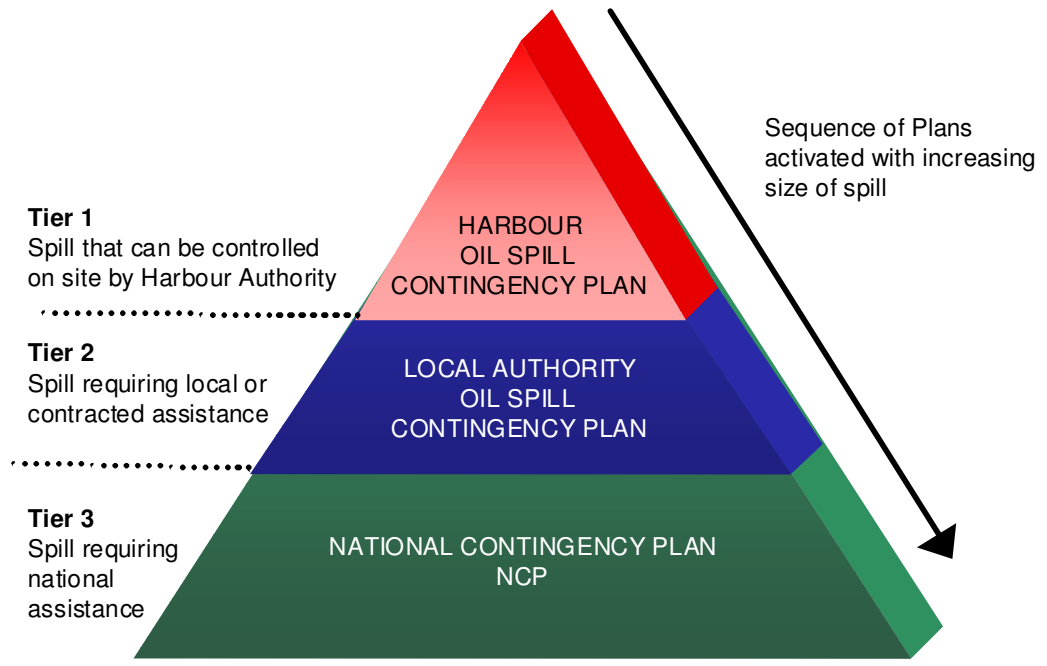 Sequence of Plans
activated with increasing
size of spill
Tier 1
Spill that can be controlled
on site by Harbour Authority
HARBOUR
OIL SPILL
CONTINGENCY PLAN
Tier 2
Spill requiring local or
contracted assistance
LOCAL AUTHORITY
OIL SPILL
CONTINGENCY PLAN
Tier 3
Spill requiring
national
assistance
NATIONAL CONTINGENCY PLAN
NCP